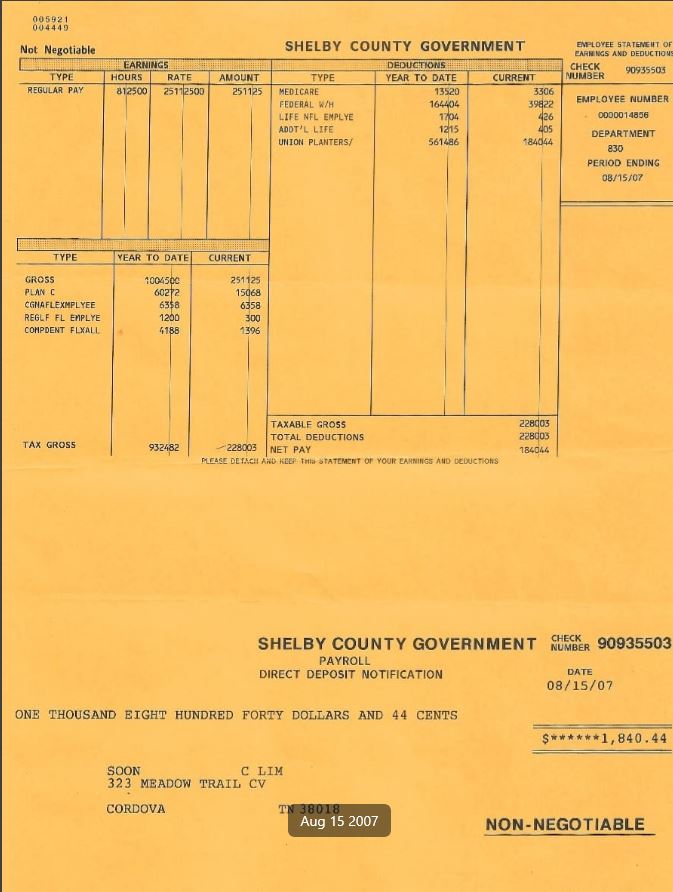 005921
004449
Not Negotiable
SHELBY COUNTY GOVERNMENT
EMPLOYEE STATEMENT OF
EARNINGS AND DEDUCTIONS
CHECK
NUMBER 90935503
EMPLOYEE NUMBER
0000014856
DEPARTMENT
830
PERIOD ENDING
08/15/07
EARNINGS
TYPE HOURS RATE AMOUNT
REGULAR PAY 812500 25112500 251125
DEDUCTIONS
TYPE YEAR TO DATE CURRENT
MEDICARE 13520 3306
FEDERAL W/H 164404 39822
LIFE NFL EMPLYE 1704 426
ADDT'L LIFE 1215 405
UNION PLANTERS/ 561486 184044
TYPE YEAR TO DATE CURRENT
GROSS 1004500 251125
PLAN C 60272 15068
CGNAFLEXMPLYEE 6358 6358
REGLF FL EMPLYE 1200 300
COMPDENT FLXALL 4188 1396
TAX GROSS 932482 228003
TAXABLE GROSS 228003
TOTAL DEDUCTIONS 228003
NET PAY 184044
PLEASE DETACH AND KEEP THIS STATEMENT OF YOUR EARNINGS AND DEDUCTIONS
SHELBY COUNTY GOVERNMENT
CHECK
NUMBER 90935503
PAYROLL
DIRECT DEPOSIT NOTIFICATION
DATE
08/15/07
ONE THOUSAND EIGHT HUNDRED FORTY DOLLARS AND 44 CENTS
$******1,840.44
SOON C LIM
323 MEADOW TRAIL CV
CORDOVA TN 38018
Aug 15 2007
NON-NEGOTIABLE